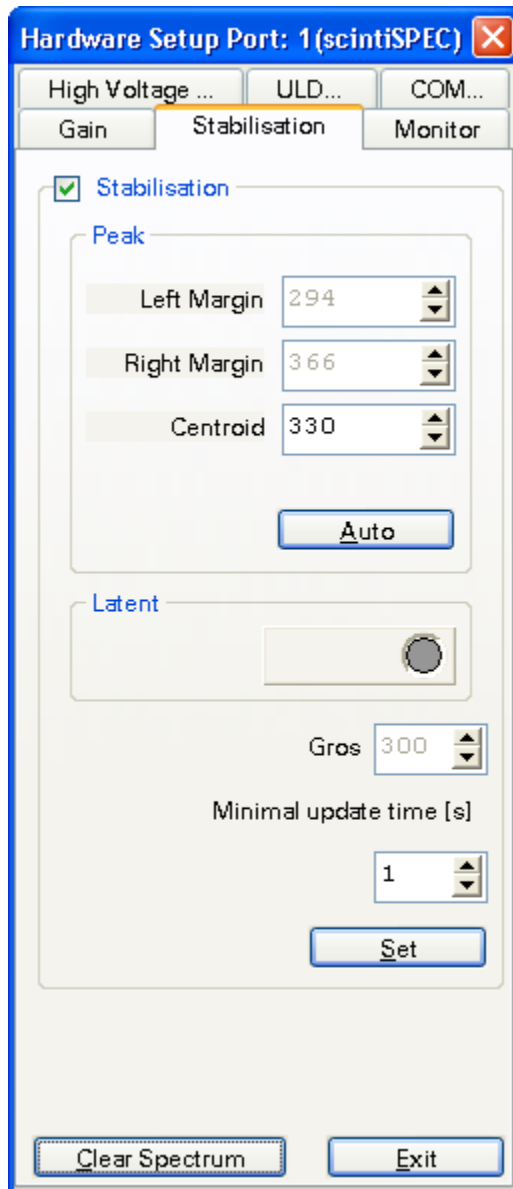 Hardware Setup Port: 1(scintiSPEC)
High Voltage ... ULD... COM...
Gain Stabilisation Monitor
Stabilisation
Peak
Left Margin 294
Right Margin 366
Centroid 330
Auto
Latent
Gros 300
Minimal update time [s]
1
Set
Clear Spectrum Exit